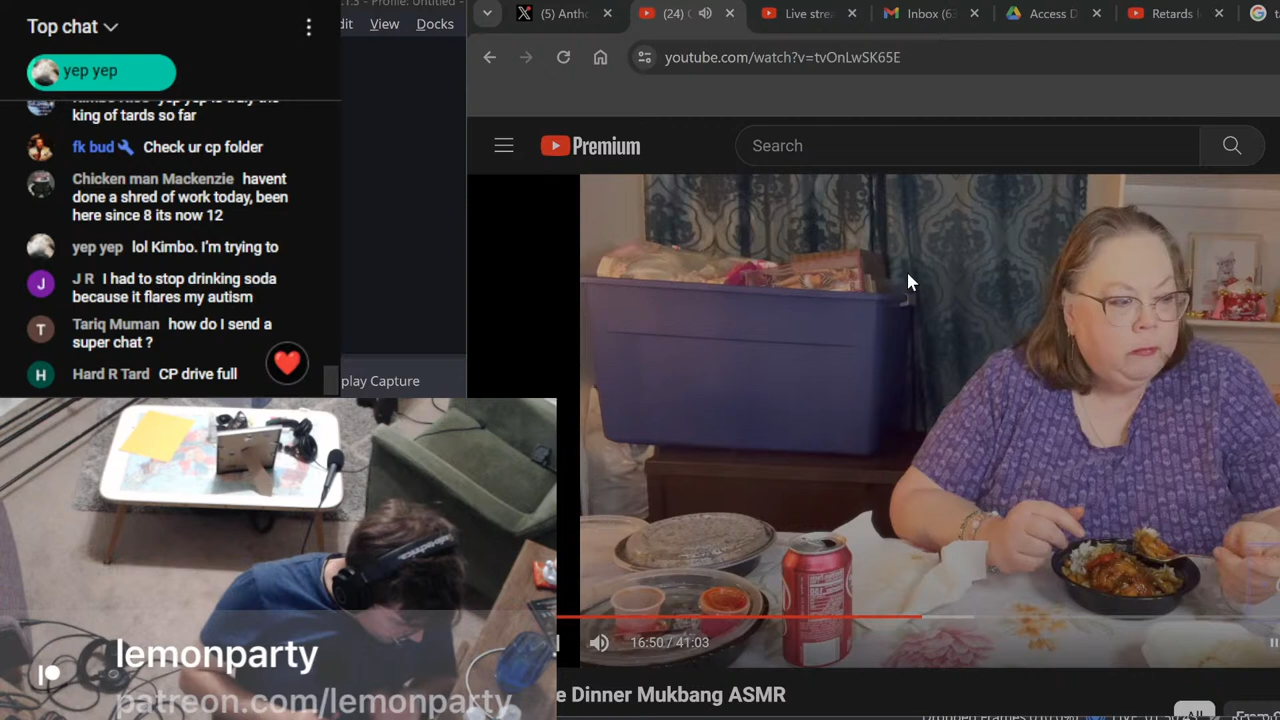 Top chat
yep yep
king of tards so far
fk bud Check ur cp folder
Chicken man Mackenzie havent
done a shred of work today, been
here since 8 its now 12
yep yep lol Kimbo. I'm trying to
J R I had to stop drinking soda
because it flares my autism
Tariq Muman how do I send a
super chat ?
Hard R Tard CP drive full
View Docks
play Capture
(5) Antho
(24)
Live strea
Inbox (63
Access D
Retards
youtube.com/watch?v=tvOnLwSK65E
Premium
Search
16:50 / 41:03
e Dinner Mukbang ASMR
All
lemonparty
patreon.com/lemonparty